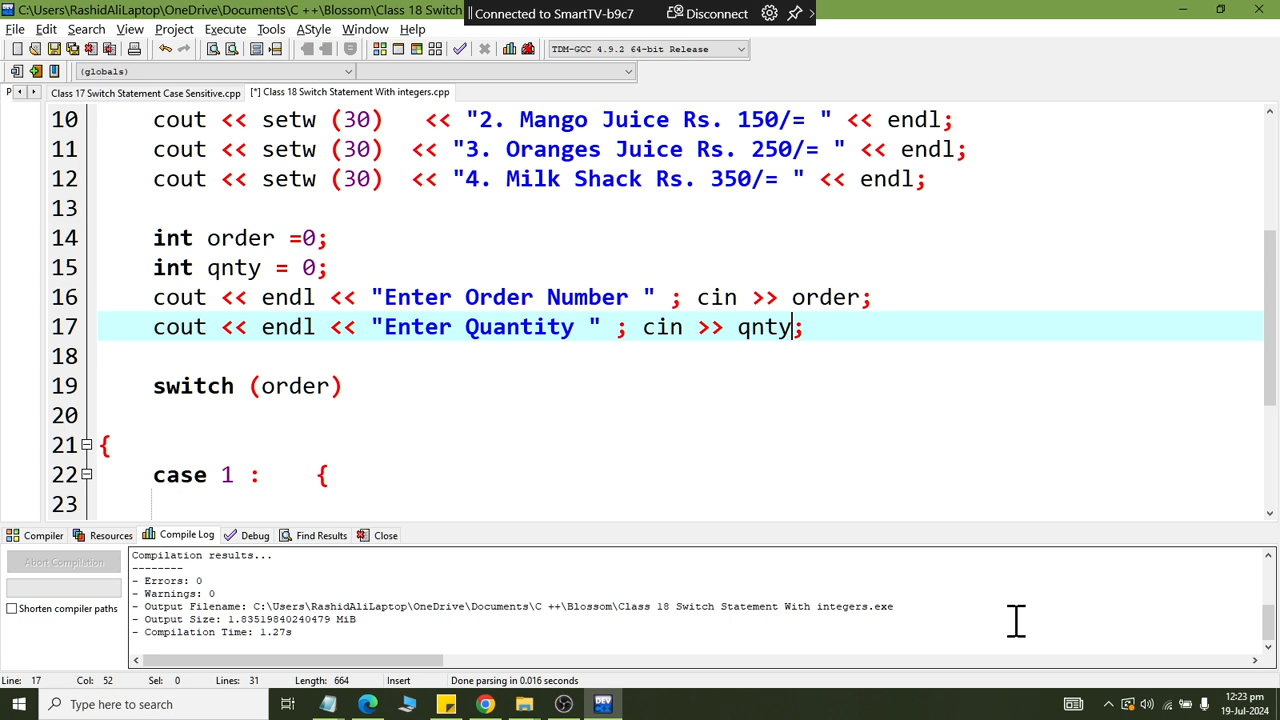 C:\Users\RashidAliLaptop\OneDrive\Documents\C ++\Blossom\Class 18 Switch
Connected to SmartTV-b9c7 Disconnect
File Edit Search View Project Execute Tools AStyle Window Help
TDM-GCC 4.9.2 64-bit Release
(globals)
P Class 17 Switch Statement Case Sensitive.cpp [*] Class 18 Switch Statement With integers.cpp
10 cout << setw (30) << "2. Mango Juice Rs. 150/= " << endl;
11 cout << setw (30) << "3. Oranges Juice Rs. 250/= " << endl;
12 cout << setw (30) << "4. Milk Shack Rs. 350/= " << endl;
13
14 int order =0;
15 int qnty = 0;
16 cout << endl << "Enter Order Number " ; cin >> order;
17 cout << endl << "Enter Quantity " ; cin >> qnty;
18
19 switch (order)
20
21 {
22 case 1 : {
23
Compiler Resources Compile Log Debug Find Results Close
Abort Compilation
Shorten compiler paths
Compilation results...
--------
- Errors: 0
- Warnings: 0
- Output Filename: C:\Users\RashidAliLaptop\OneDrive\Documents\C ++\Blossom\Class 18 Switch Statement With integers.exe
- Output Size: 1.83519840240479 MiB
- Compilation Time: 1.27s
Line: 17 Col: 52 Sel: 0 Lines: 31 Length: 664 Insert Done parsing in 0.016 seconds
Type here to search
DEV
12:23 pm
19-Jul-2024